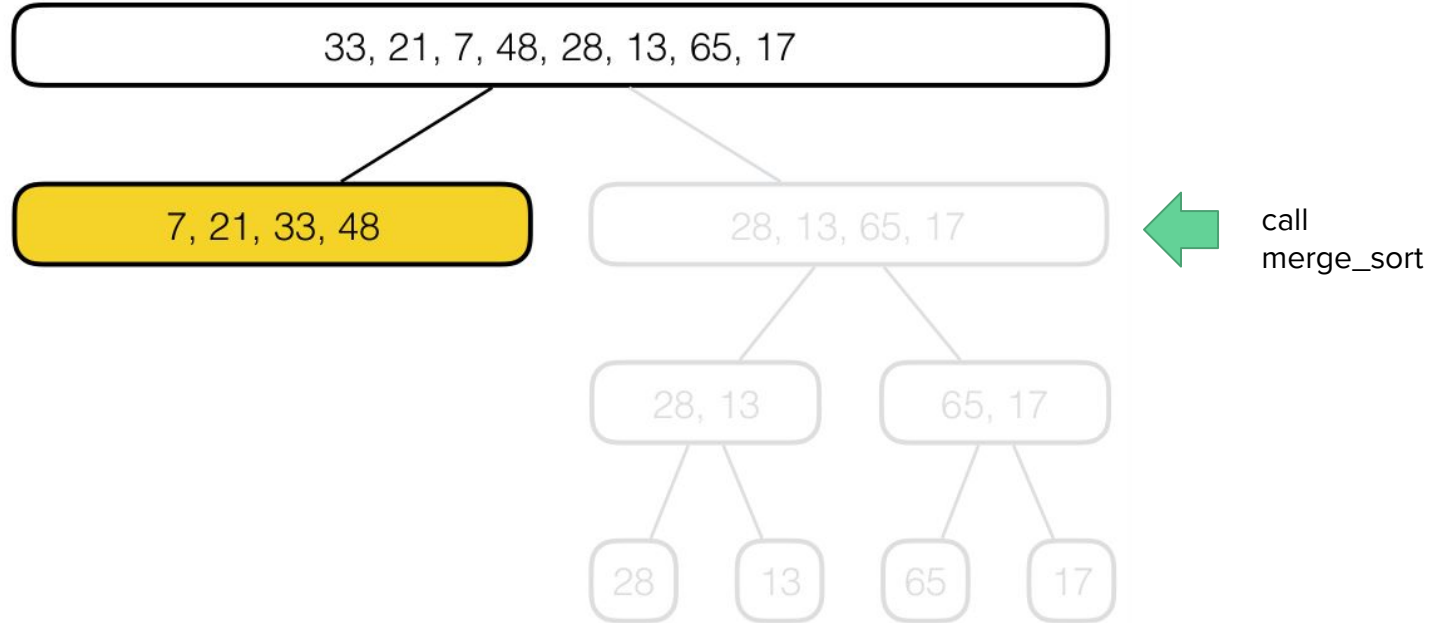 33, 21, 7, 48, 28, 13, 65, 17
7, 21, 33, 48
28, 13, 65, 17
call
merge_sort
28, 13
65, 17
28
13
65
17